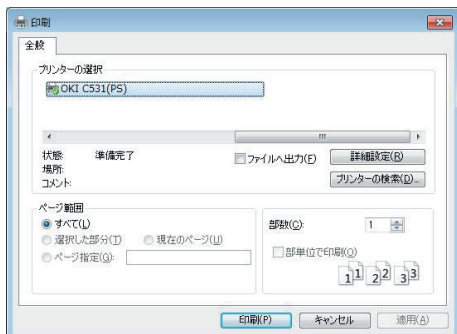 印刷
全般
プリンターの選択
OKI C531(PS)
状態: 準備完了
場所:
コメント:
ファイルへ出力(F)
詳細設定(R)
プリンターの検索(D)...
ページ範囲
すべて(L)
選択した部分(T) 現在のページ(U)
ページ指定(G):
部数(C): 1
部単位で印刷(O)
11 22 33
印刷(P) キャンセル 適用(A)